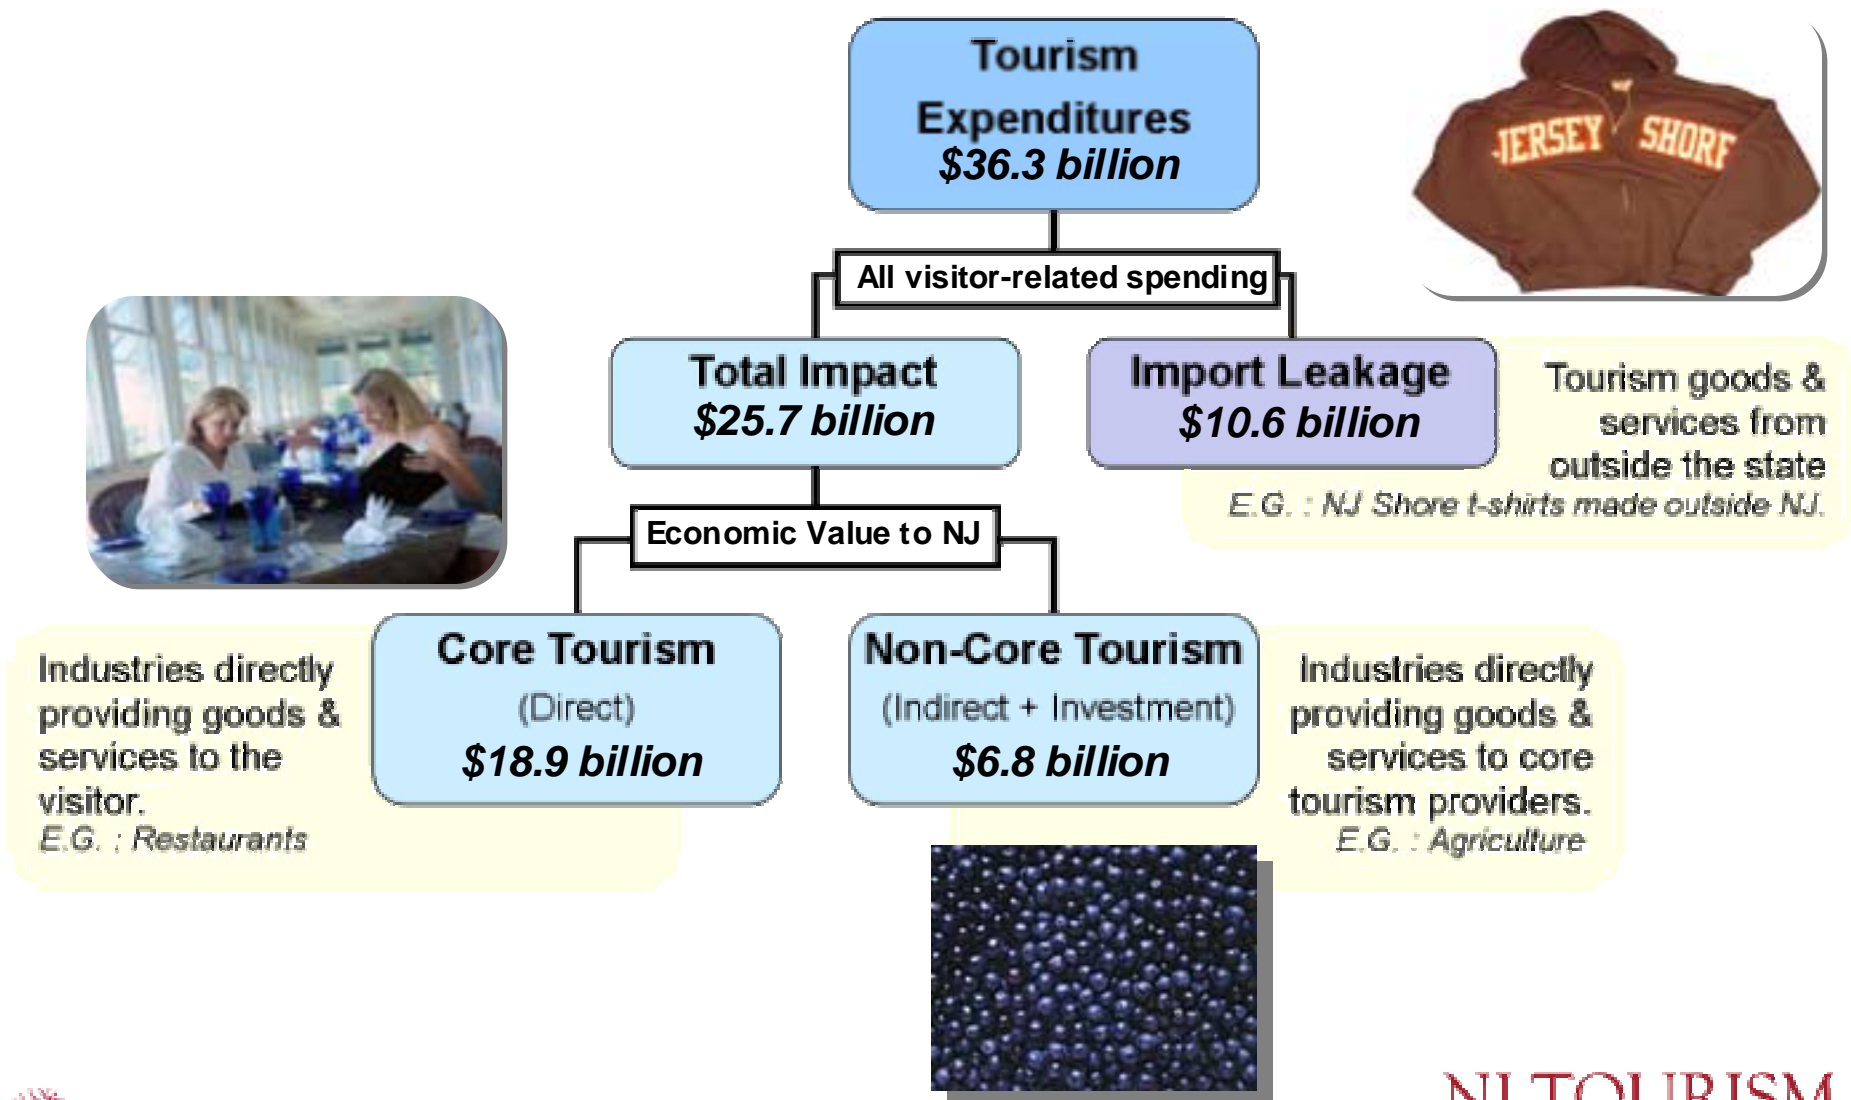 Tourism
Expenditures
$36.3 billion
JERSEY SHORE
All visitor-related spending
Total Impact
$25.7 billion
Import Leakage
$10.6 billion
Tourism goods &
services from
outside the state
E.G. : NJ Shore t-shirts made outside NJ.
Economic Value to NJ
Core Tourism
(Direct)
$18.9 billion
Non-Core Tourism
(Indirect + Investment)
$6.8 billion
Industries directly
providing goods &
services to the
visitor.
E.G. : Restaurants
Industries directly
providing goods &
services to core
tourism providers.
E.G. : Agriculture
NJ TOURISM